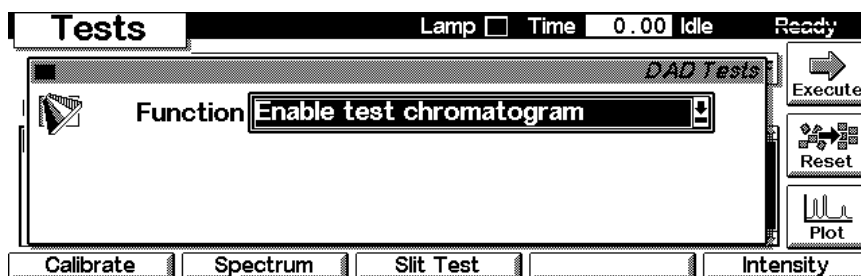 Tests Lamp Time 0.00 Idle Ready
DAD Tests
Execute
Function Enable test chromatogram
Reset
Plot
Calibrate Spectrum Slit Test Intensity